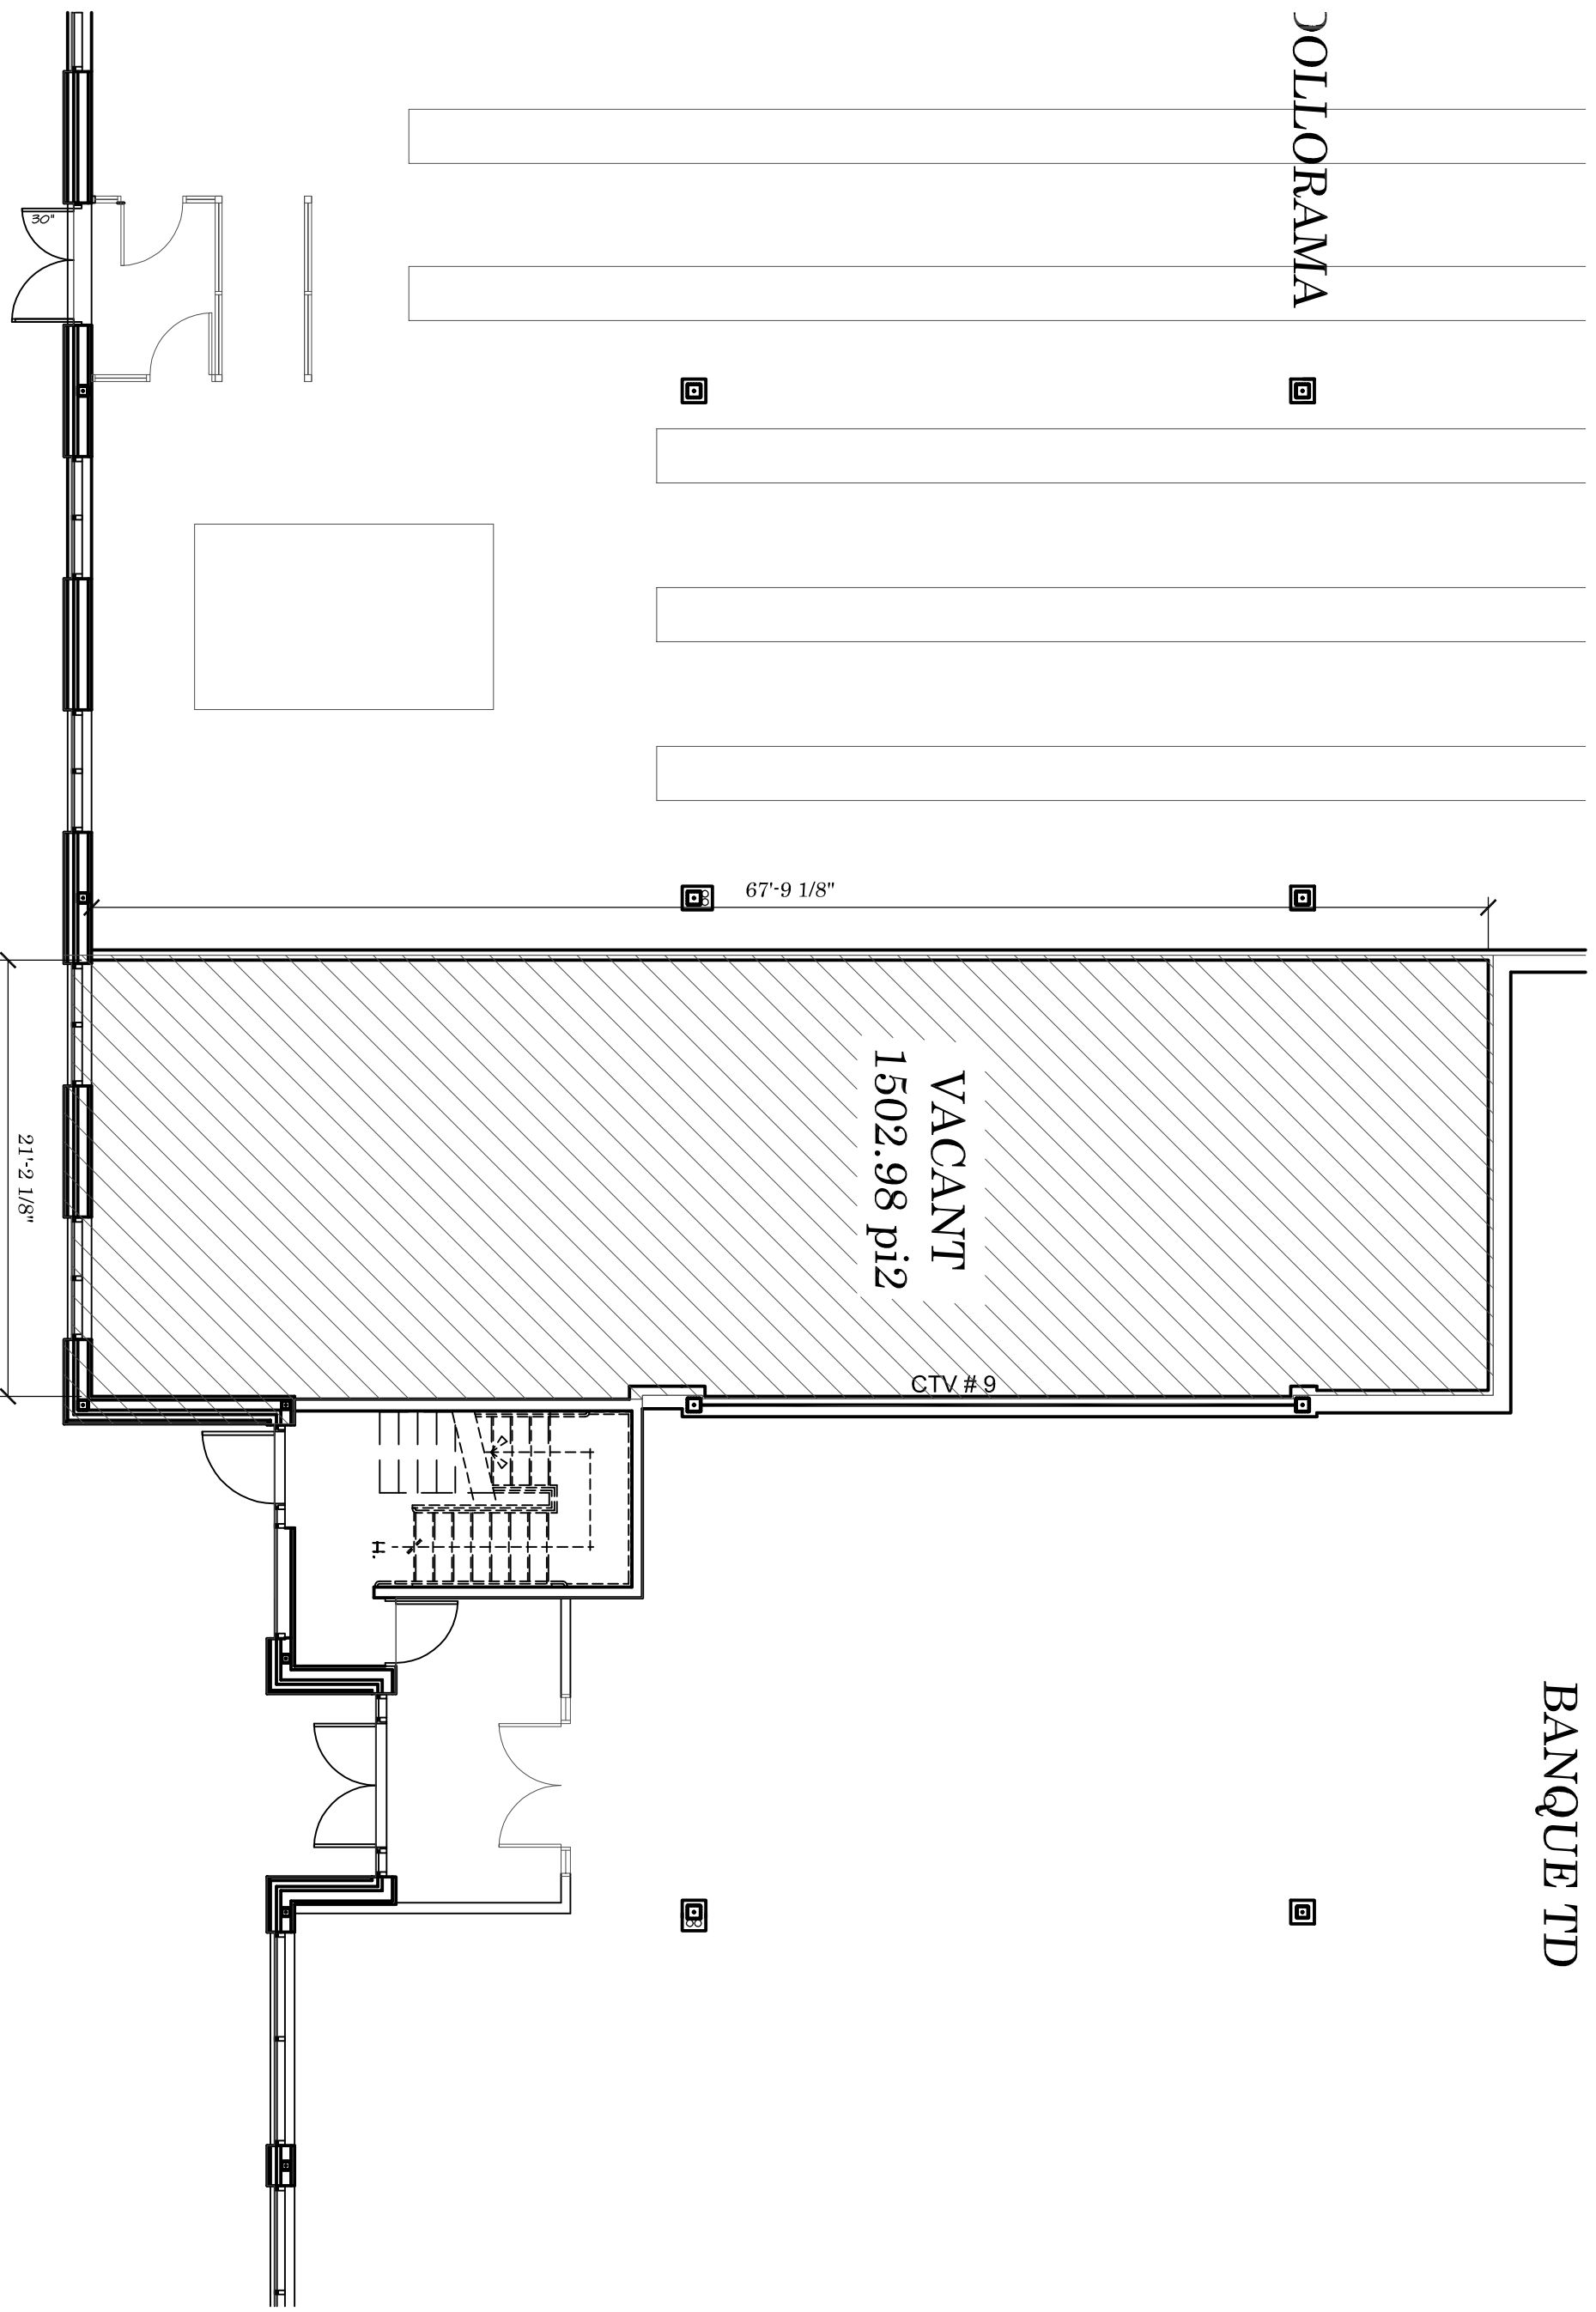 DOLLORAMA
30"
67'-9 1/8"
VACANT
1502.98 pi2
21'-2 1/8"
CTV # 9
H.
BANQUE TD